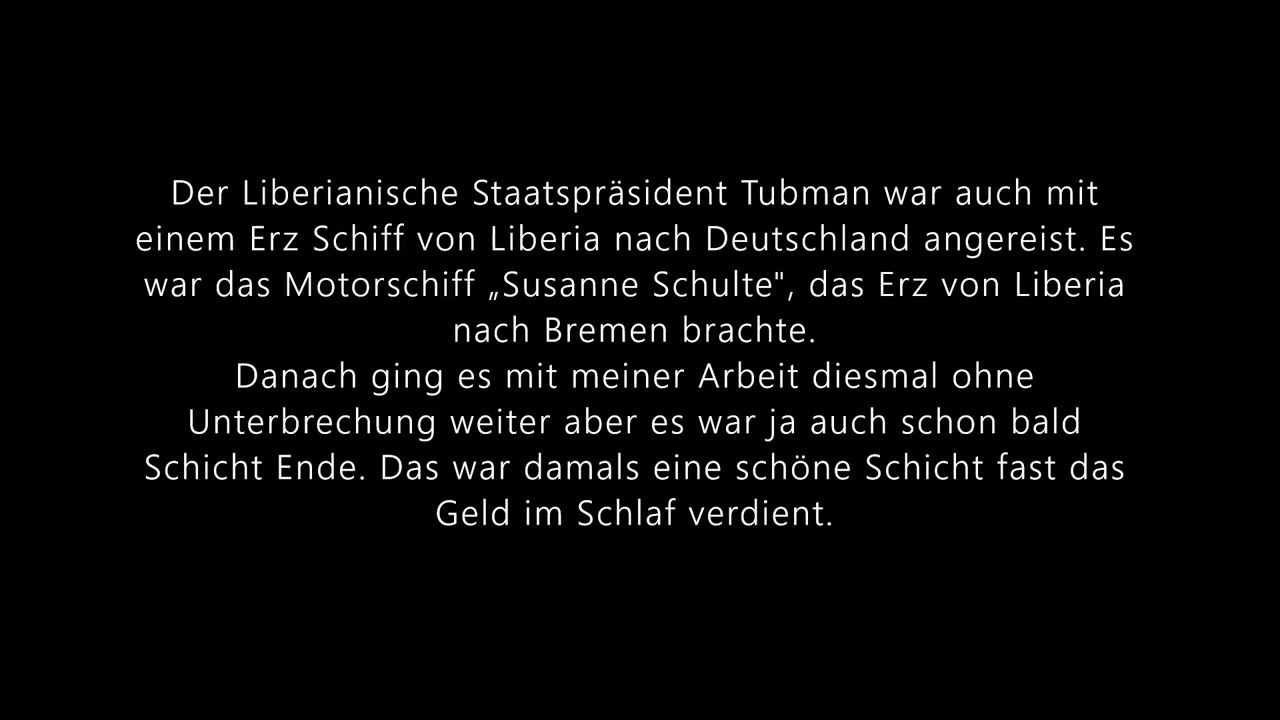 Der Liberianische Staatspräsident Tubman war auch mit
einem Erz Schiff von Liberia nach Deutschland angereist. Es
war das Motorschiff „Susanne Schulte", das Erz von Liberia
nach Bremen brachte.
Danach ging es mit meiner Arbeit diesmal ohne
Unterbrechung weiter aber es war ja auch schon bald
Schicht Ende. Das war damals eine schöne Schicht fast das
Geld im Schlaf verdient.